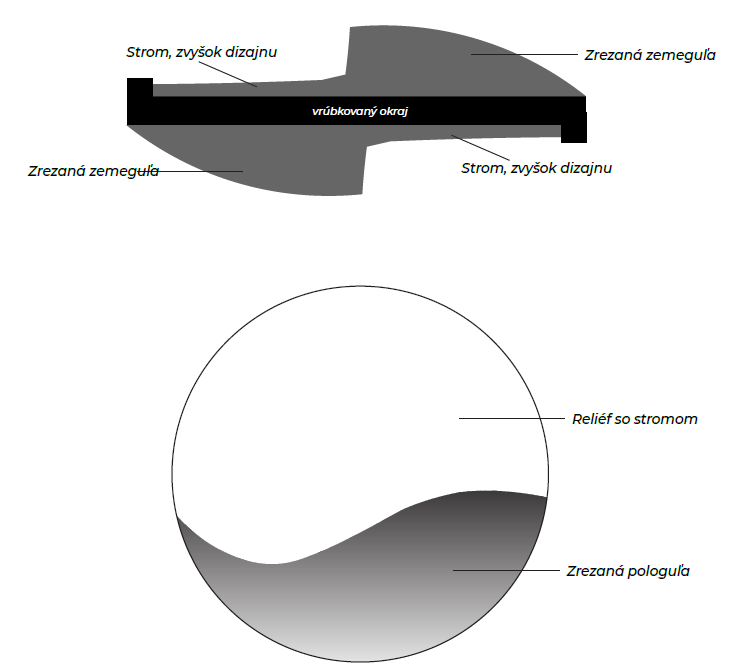 Strom, zvyšok dizajnu
Zrezaná zemeguľa
vrúbkovaný okraj
Zrezaná zemeguľa
Strom, zvyšok dizajnu
Reliéf so stromom
Zrezaná pologuľa